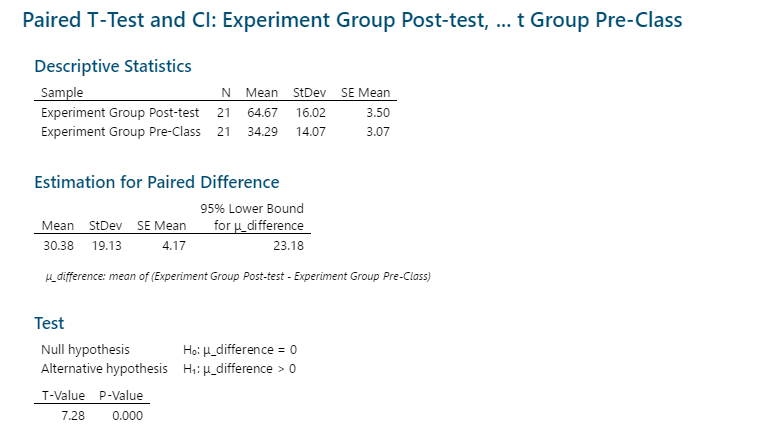 Paired T-Test and CI: Experiment Group Post-test, ... t Group Pre-Class
Descriptive Statistics
Sample N Mean StDev SE Mean
Experiment Group Post-test 21 64.67 16.02 3.50
Experiment Group Pre-Class 21 34.29 14.07 3.07
Estimation for Paired Difference
95% Lower Bound
Mean StDev SE Mean for μ_difference
30.38 19.13 4.17 23.18
µ_difference: mean of (Experiment Group Post-test - Experiment Group Pre-Class)
Test
Null hypothesis H₀: μ_difference = 0
Alternative hypothesis H₁: μ_difference > 0
T-Value P-Value
7.28 0.000